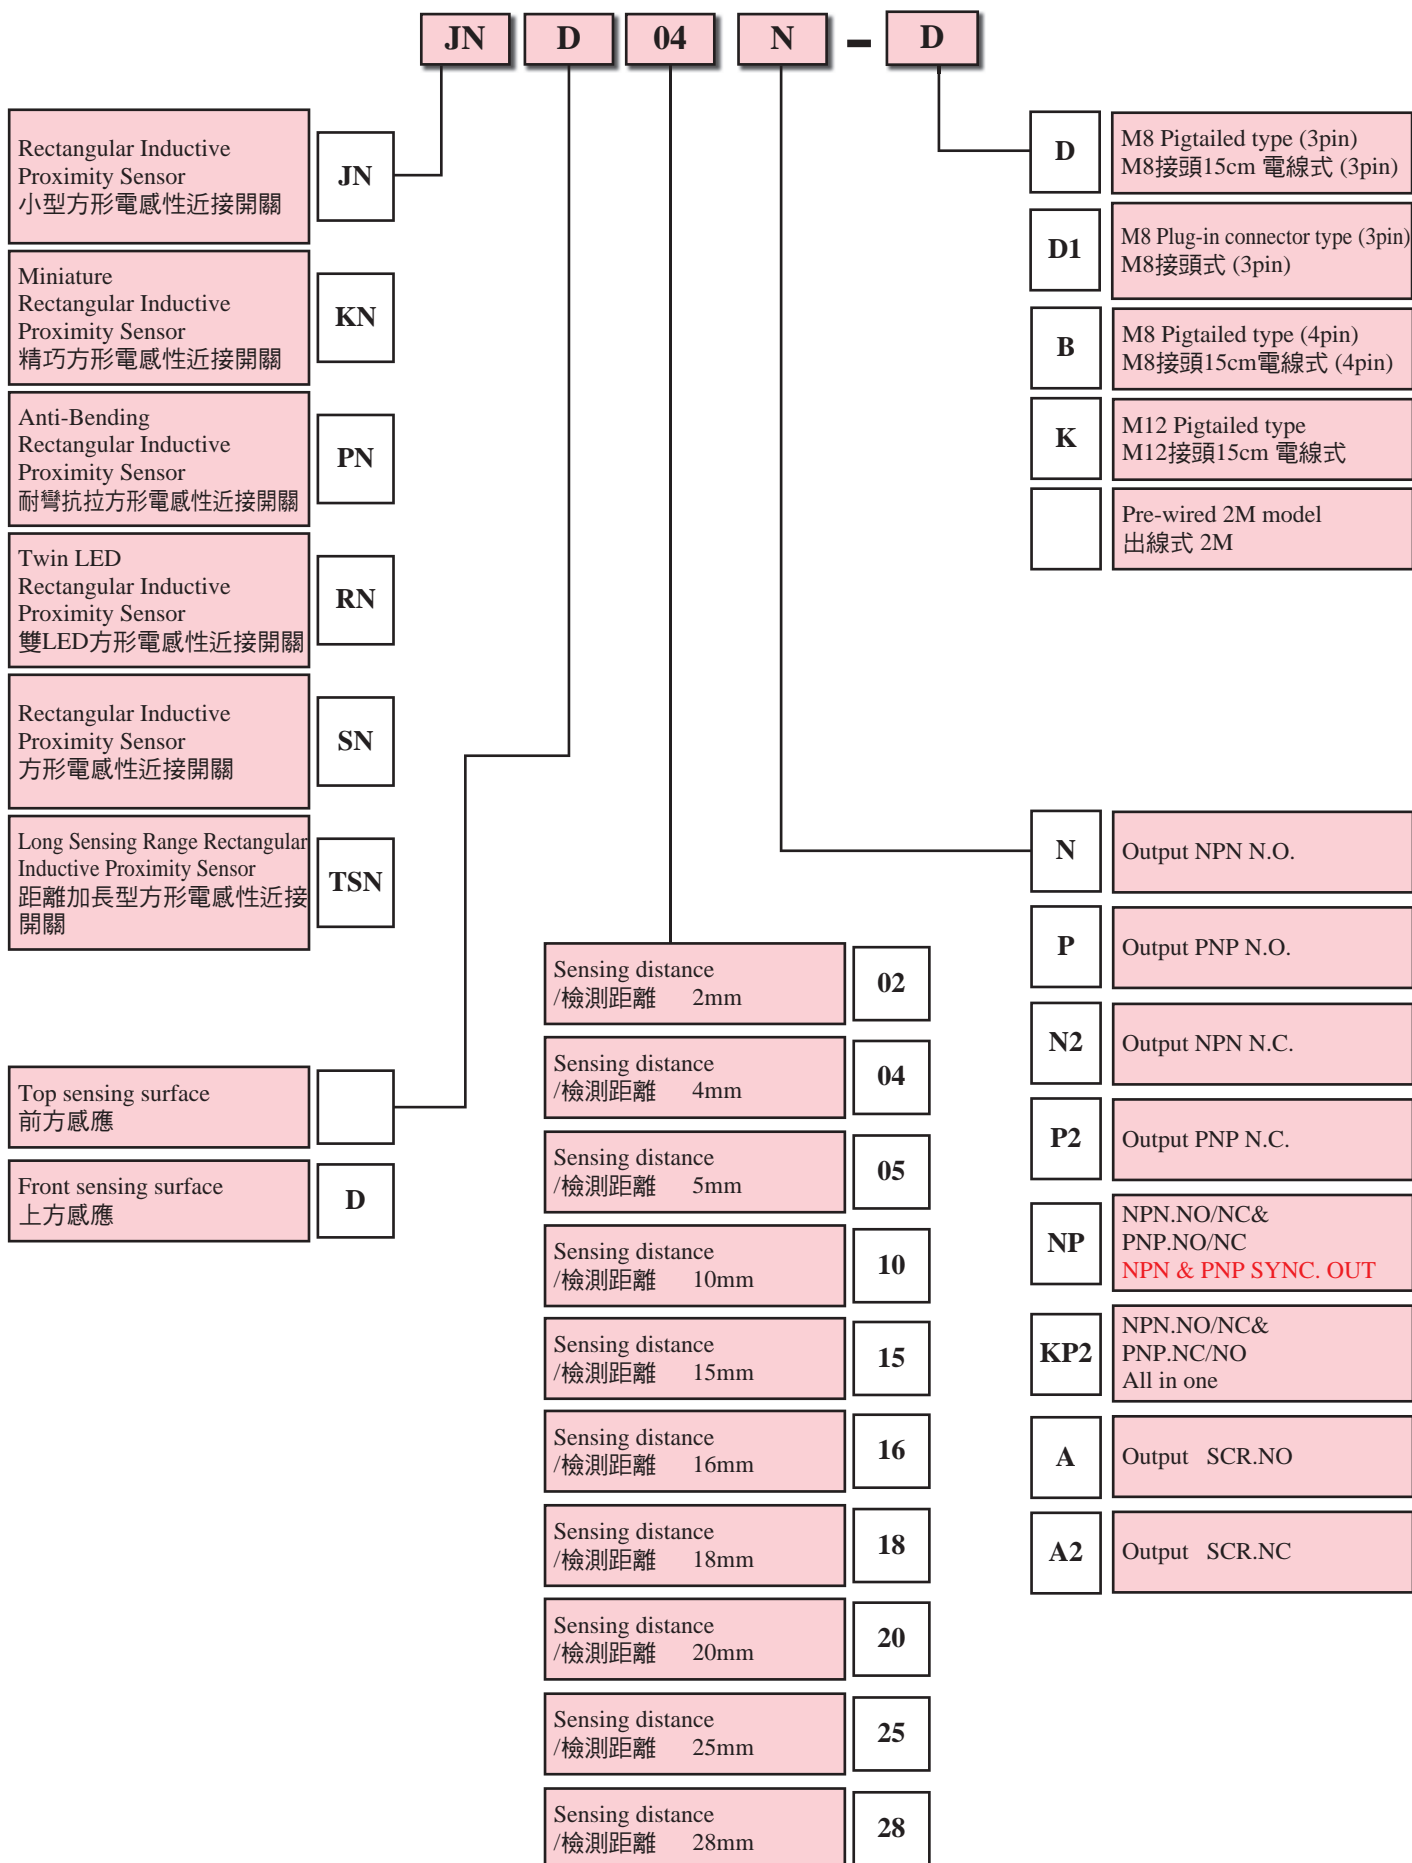 JN D 04 N – D
Rectangular Inductive
Proximity Sensor
小型方形電感性近接開關
JN
Miniature
Rectangular Inductive
Proximity Sensor
精巧方形電感性近接開關
KN
Anti-Bending
Rectangular Inductive
Proximity Sensor
耐彎抗拉方形電感性近接開關
PN
Twin LED
Rectangular Inductive
Proximity Sensor
雙LED方形電感性近接開關
RN
Rectangular Inductive
Proximity Sensor
方形電感性近接開關
SN
Long Sensing Range Rectangular
Inductive Proximity Sensor
距離加長型方形電感性近接
開關
TSN
Top sensing surface
前方感應
Front sensing surface
上方感應
D
Sensing distance
/檢測距離 2mm
02
Sensing distance
/檢測距離 4mm
04
Sensing distance
/檢測距離 5mm
05
Sensing distance
/檢測距離 10mm
10
Sensing distance
/檢測距離 15mm
15
Sensing distance
/檢測距離 16mm
16
Sensing distance
/檢測距離 18mm
18
Sensing distance
/檢測距離 20mm
20
Sensing distance
/檢測距離 25mm
25
Sensing distance
/檢測距離 28mm
28
D
M8 Pigtailed type (3pin)
M8接頭15cm 電線式 (3pin)
D1
M8 Plug-in connector type (3pin)
M8接頭式 (3pin)
B
M8 Pigtailed type (4pin)
M8接頭15cm電線式 (4pin)
K
M12 Pigtailed type
M12接頭15cm 電線式
Pre-wired 2M model
出線式 2M
N
Output NPN N.O.
P
Output PNP N.O.
N2
Output NPN N.C.
P2
Output PNP N.C.
NP
NPN.NO/NC&
PNP.NO/NC
NPN & PNP SYNC. OUT
KP2
NPN.NO/NC&
PNP.NC/NO
All in one
A
Output SCR.NO
A2
Output SCR.NC